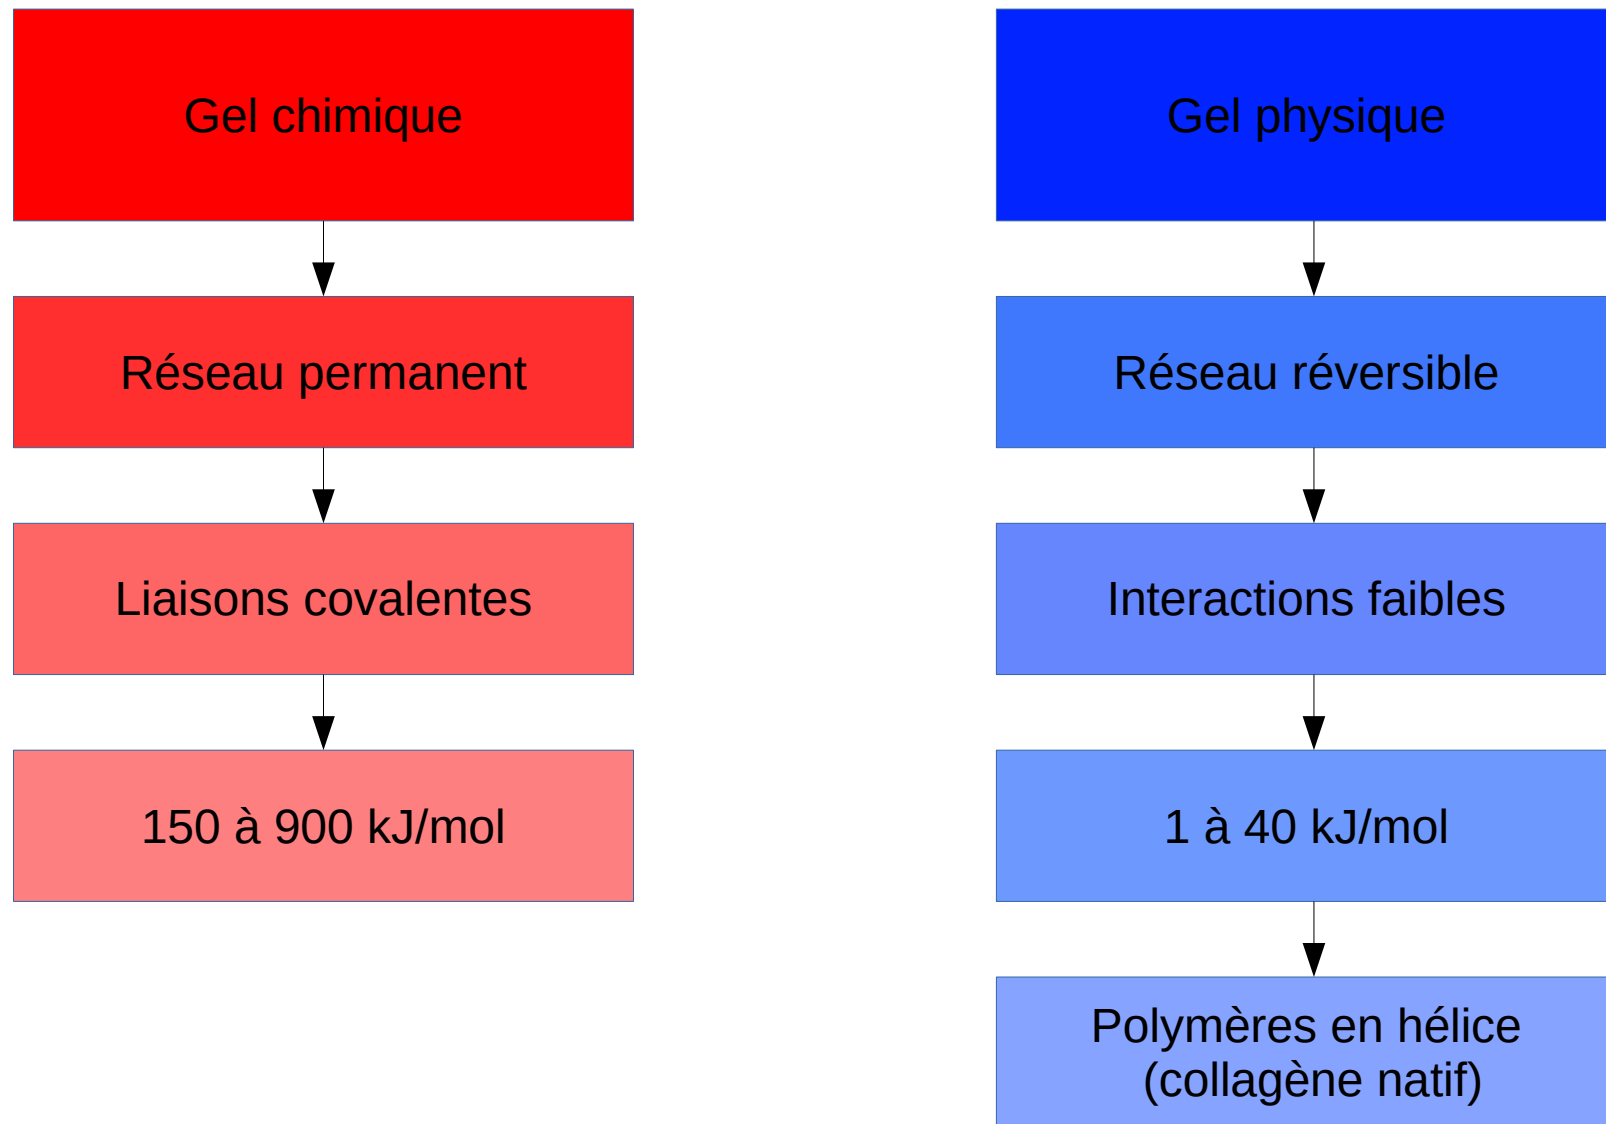 Gel chimique
Réseau permanent
Liaisons covalentes
150 à 900 kJ/mol
Gel physique
Réseau réversible
Interactions faibles
1 à 40 kJ/mol
Polymères en hélice
(collagène natif)